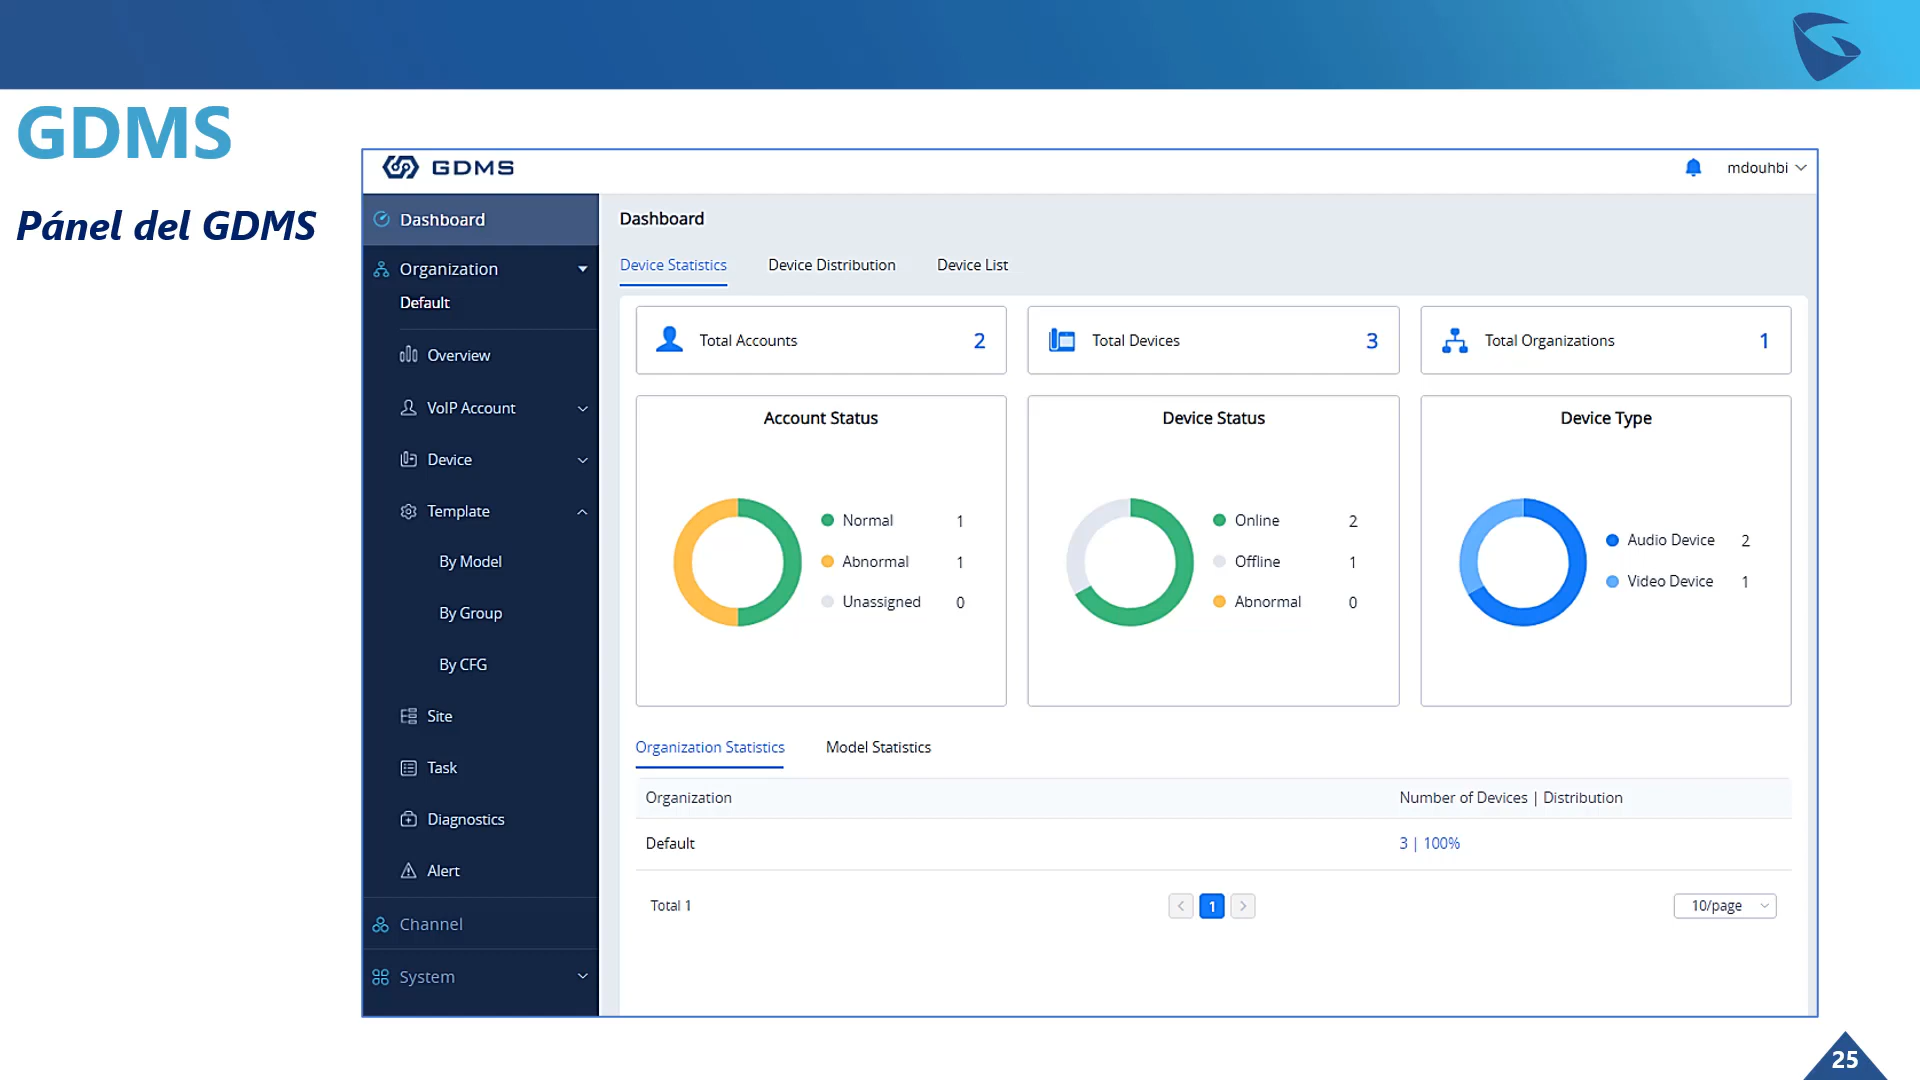 GDMS
Pánel del GDMS
GDMS
mdouhbi
Dashboard
Organization
Default
Overview
VoIP Account
Device
Template
By Model
By Group
By CFG
Site
Task
Diagnostics
Alert
Channel
System
Dashboard
Device Statistics Device Distribution Device List
Total Accounts 2
Total Devices 3
Total Organizations 1
Account Status
Normal 1
Abnormal 1
Unassigned 0
Device Status
Online 2
Offline 1
Abnormal 0
Device Type
Audio Device 2
Video Device 1
Organization Statistics Model Statistics
Organization Number of Devices | Distribution
Default 3 | 100%
Total 1 < 1 > 10/page
25